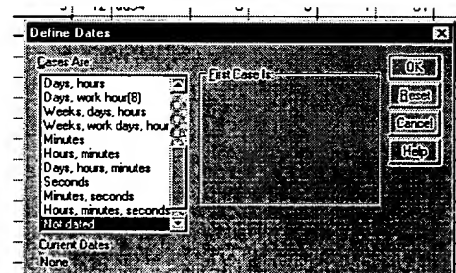 Define Dates
Cases Are:
Days, hours
Days, work hour(8)
Weeks, days, hours
Weeks, work days, hour
Minutes
Hours, minutes
Days, hours, minutes
Seconds
Minutes, seconds
Hours, minutes, seconds
Not dated
Current Dates:
None
First Case Is:
OK
Reset
Cancel
Help